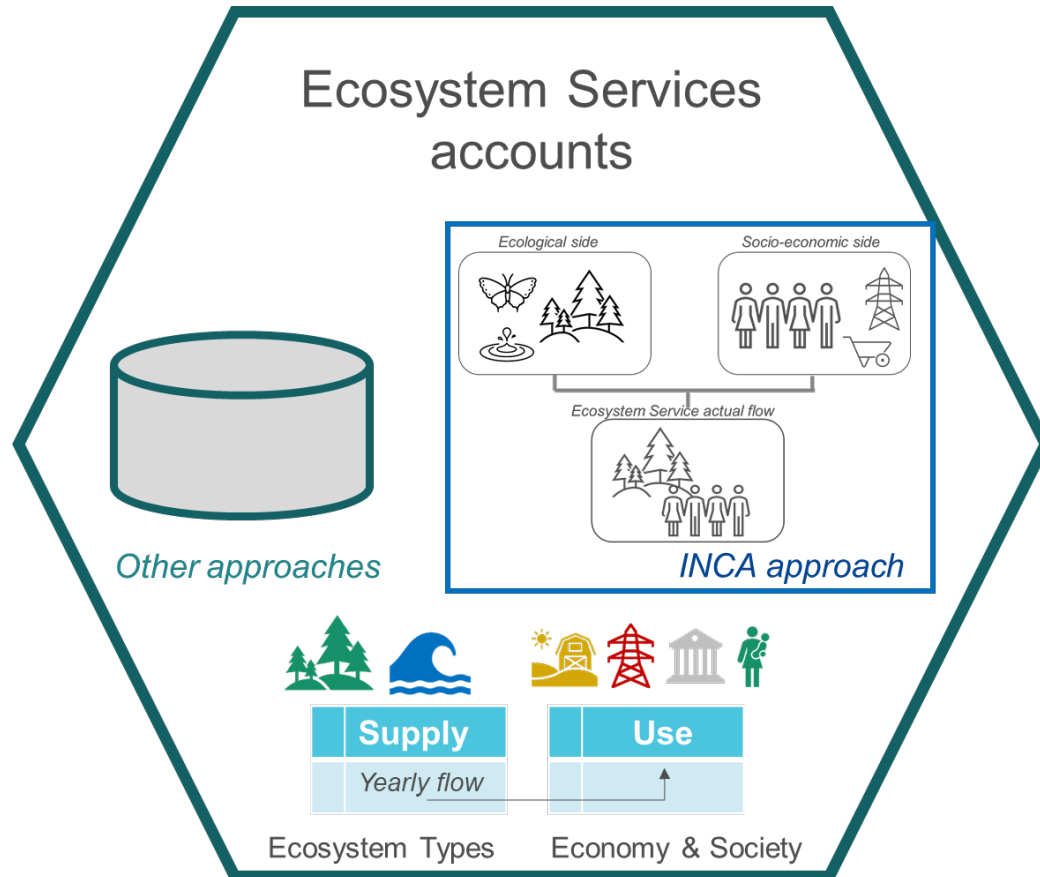 Ecosystem Services
accounts
Ecological side
Socio-economic side
Ecosystem Service actual flow
Other approaches
INCA approach
Supply
Use
Yearly flow
Ecosystem Types
Economy & Society